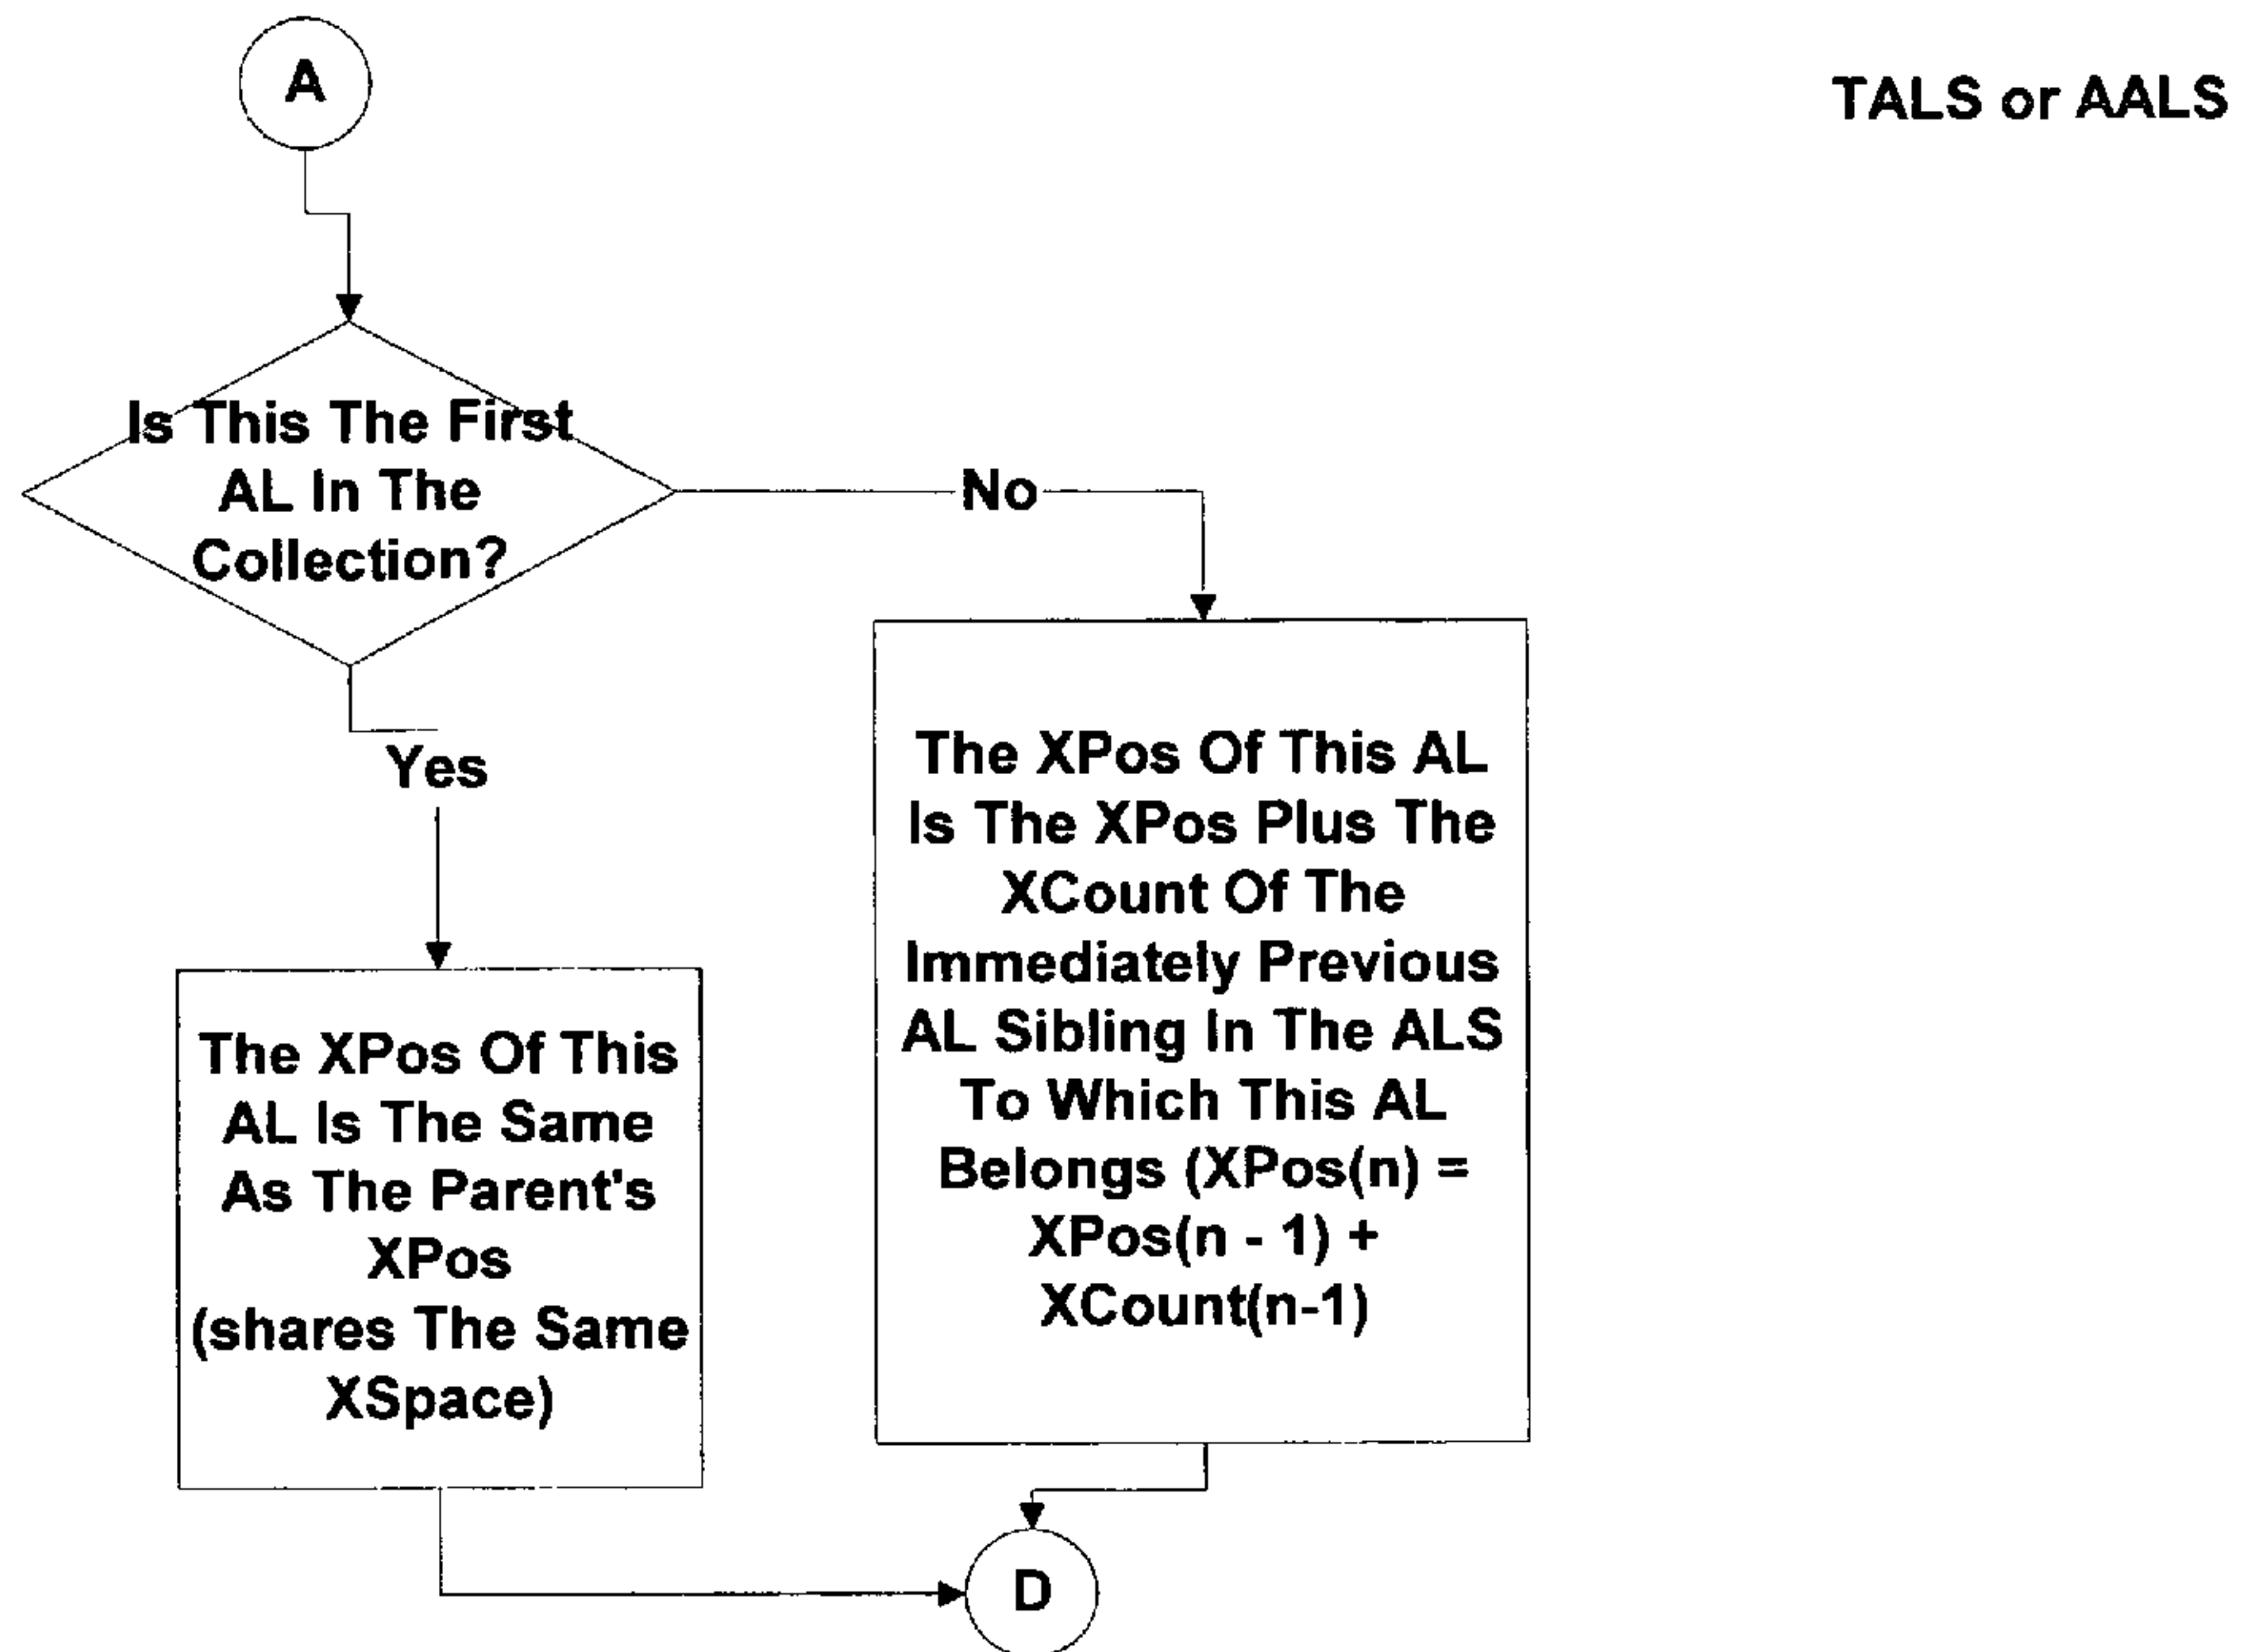 A
TALS or AALS
Is This The First
AL In The
Collection?
No
Yes
The XPos Of This AL
Is The XPos Plus The
XCount Of The
Immediately Previous
AL Sibling In The ALS
To Which This AL
Belongs (XPos(n) =
XPos(n - 1) +
XCount(n-1)
The XPos Of This
AL Is The Same
As The Parent's
XPos
(shares The Same
XSpace)
D